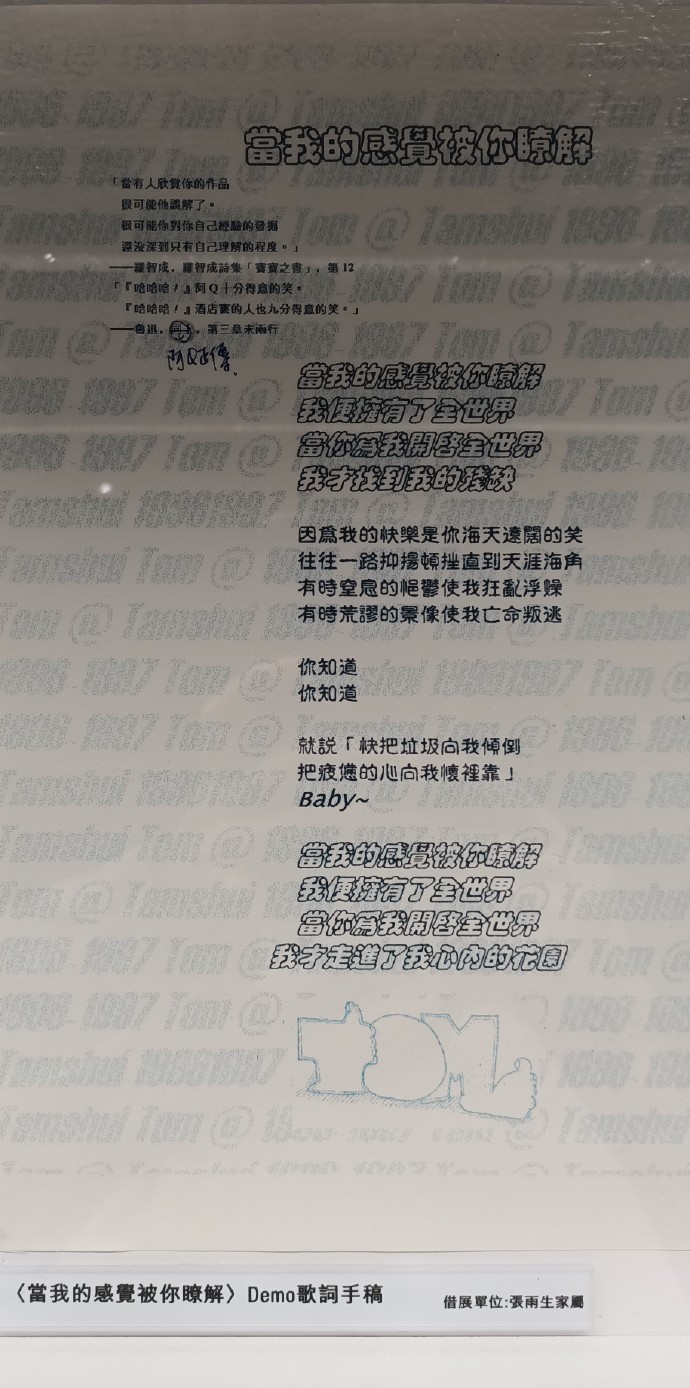 當我的感覺被你瞭解
「當有人欣賞你的作品
很可能他誤解了。
很可能你對你自己經驗的發掘
還没深到只有自己理解的程度。」
——羅智成，羅智成詩集「寶寶之書」，第12
「『哈哈哈！』阿Q十分得意的笑。
『哈哈哈！』酒店裏的人也九分得意的笑。」
——魯迅，，第三章末兩行
阿Q正傳.
當我的感覺被你瞭解
我便擁有了全世界
當你為我開啓全世界
我才找到我的殘缺
因為我的快樂是你海天遠闊的笑
往往一路抑揚頓挫直到天涯海角
有時窒息的悒鬱使我狂亂浮躁
有時荒謬的景像使我亡命叛逃
你知道
你知道
就說「快把垃圾向我傾倒
把疲憊的心向我懷裡靠」
Baby~
當我的感覺被你瞭解
我便擁有了全世界
當你為我開啓全世界
我才走進了我心內的花園
TOM
〈當我的感覺被你瞭解〉Demo歌詞手稿
借展單位:張雨生家屬